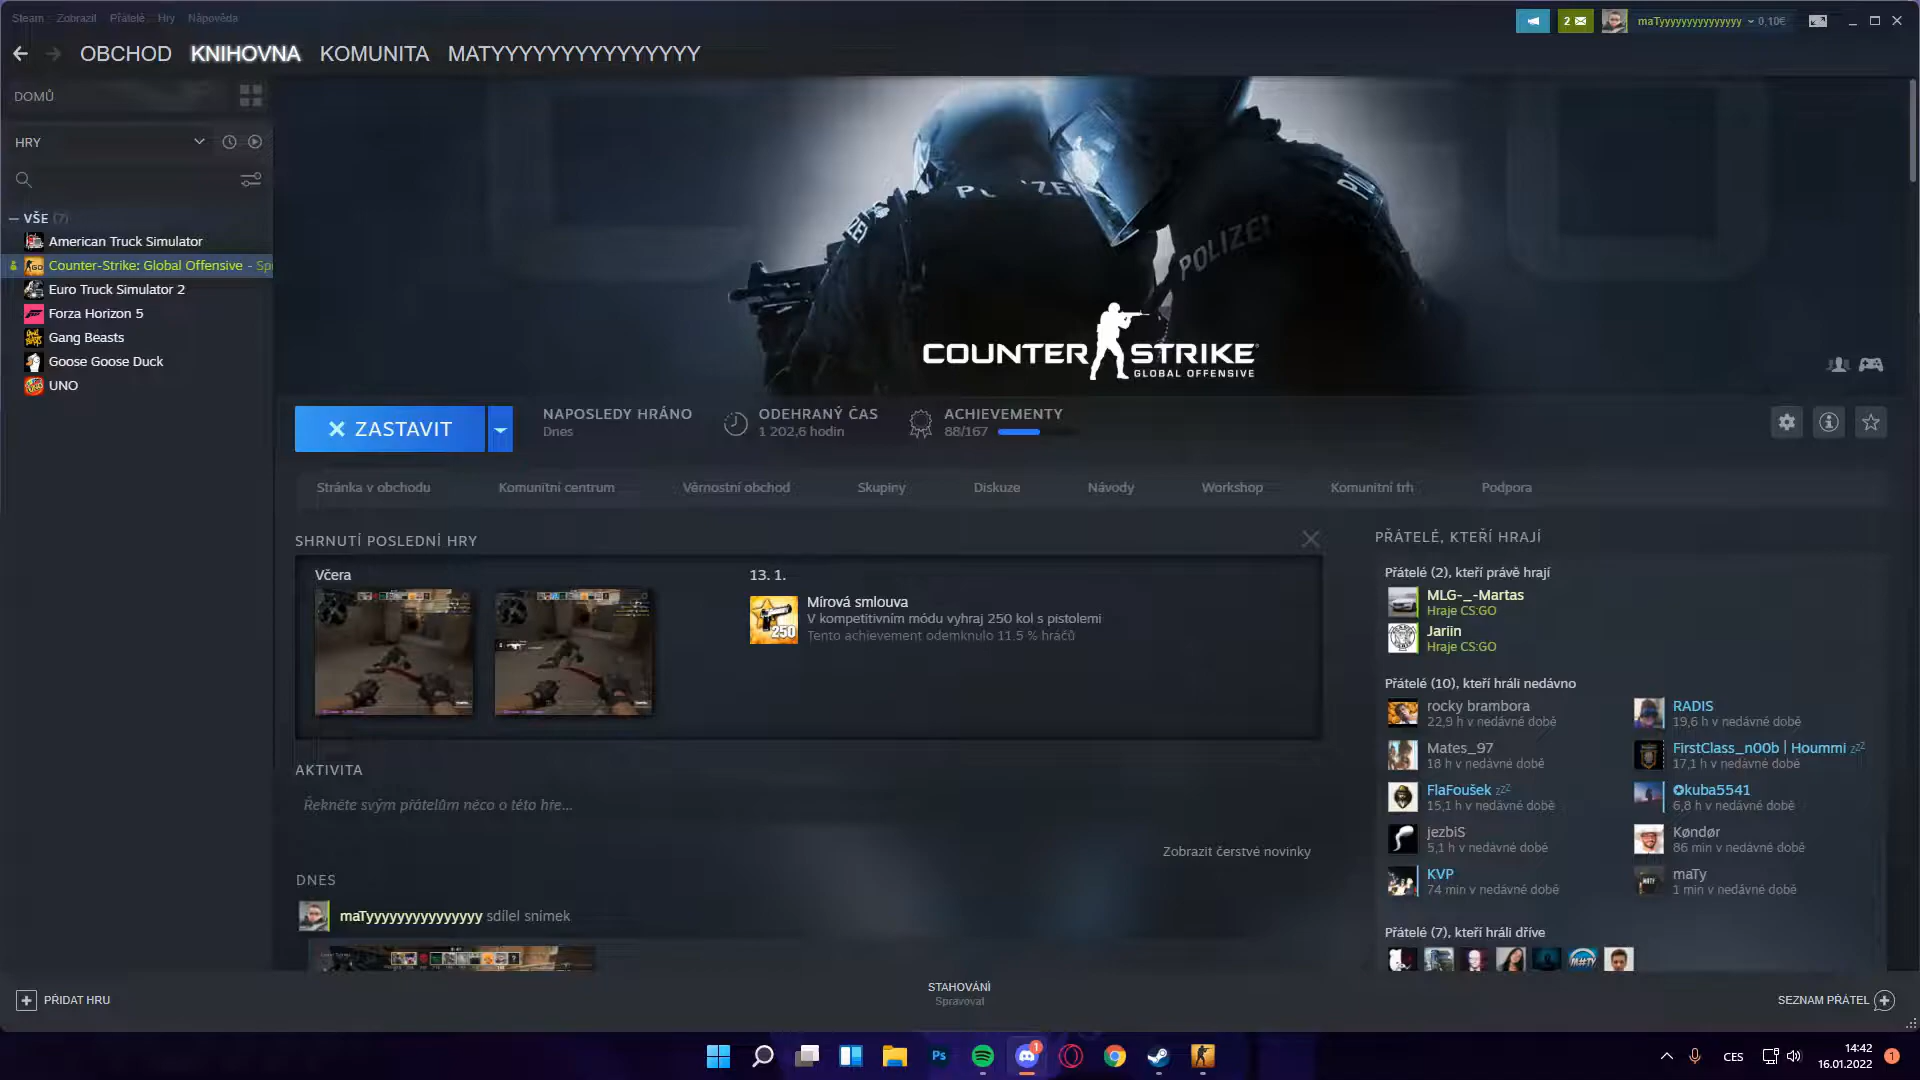 Steam Zobrazil Přátelé Hry Nápověda
2
maTyyyyyyyyyyyyyyy 0,10€
OBCHOD KNIHOVNA KOMUNITA MATYYYYYYYYYYYYYYY
DOMŮ
HRY
VŠE (7)
American Truck Simulator
Counter-Strike: Global Offensive - Sp
Euro Truck Simulator 2
Forza Horizon 5
Gang Beasts
Goose Goose Duck
UNO
POLIZEI
COUNTER STRIKE
GLOBAL OFFENSIVE
ZASTAVIT
NAPOSLEDY HRÁNO
Dnes
ODEHRANÝ ČAS
1 202,6 hodin
ACHIEVEMENTY
88/167
Stránka v obchodu Komunitní centrum Věrnostní obchod Skupiny Diskuze Návody Workshop Komunitní trh Podpora
SHRNUTÍ POSLEDNÍ HRY
Včera
13. 1.
250
Mírová smlouva
V kompetitivním módu vyhraj 250 kol s pistolemi
Tento achievement odemknulo 11.5 % hráčů
AKTIVITA
Řekněte svým přátelům něco o této hře...
Zobrazit čerstvé novinky
DNES
maTyyyyyyyyyyyyyyy sdílel snímek
PŘÁTELÉ, KTEŘÍ HRAJÍ
Přátelé (2), kteří právě hrají
MLG-_-Martas
Hraje CS:GO
Jariin
Hraje CS:GO
Přátelé (10), kteří hráli nedávno
rocky brambora
22,9 h v nedávné době
RADIS
19,6 h v nedávné době
Mates_97
18 h v nedávné době
FirstClass_n00b | Hoummi zzZ
17,1 h v nedávné době
FlaFoušek zzZ
15,1 h v nedávné době
✪kuba5541
6,8 h v nedávné době
jezbiS
5,1 h v nedávné době
Køndør
86 min v nedávné době
KVP
74 min v nedávné době
maTy
1 min v nedávné době
Přátelé (7), kteří hráli dříve
PŘIDAT HRU
STAHOVÁNÍ
Spravovat
SEZNAM PŘÁTEL
Ps
1
CES
14:42
16.01.2022
1